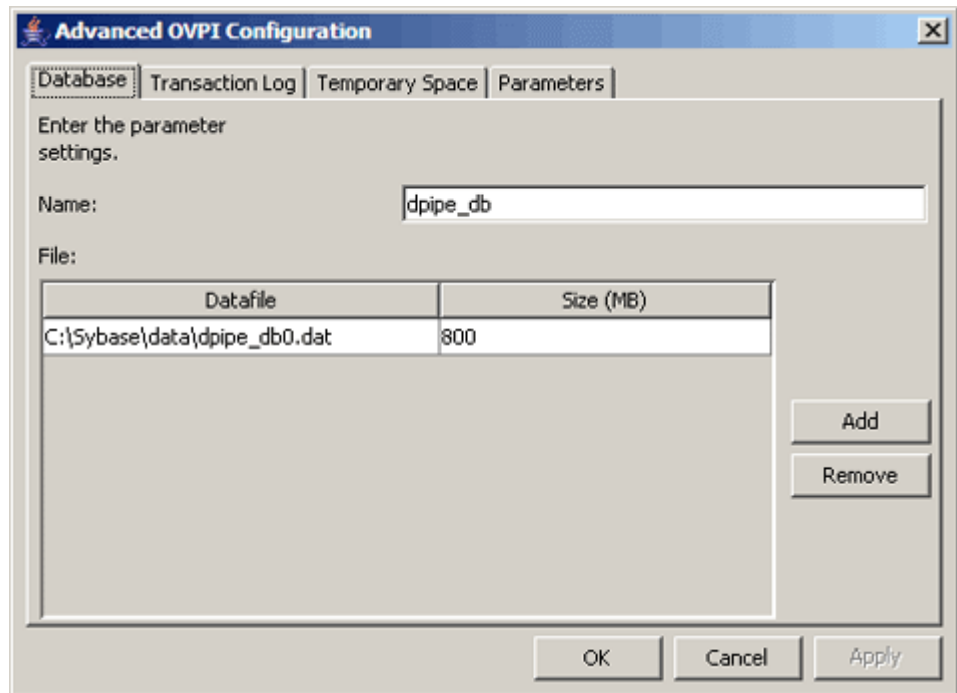 Advanced OVPI Configuration
Database Transaction Log Temporary Space Parameters
Enter the parameter
settings.
Name: dpipe_db
File:
Datafile Size (MB)
C:\Sybase\data\dpipe_db0.dat 800
Add
Remove
OK Cancel Apply